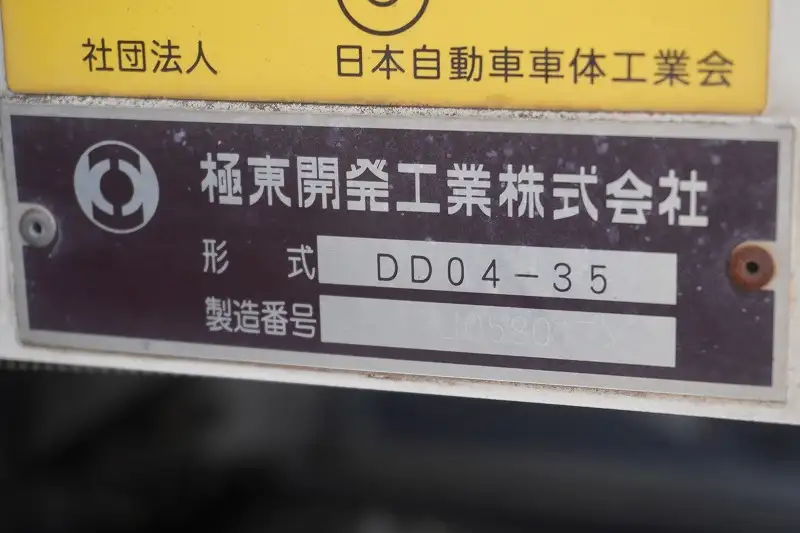 社団法人 日本自動車車体工業会
極東開発工業株式会社
形 式 DD04-35
製造番号